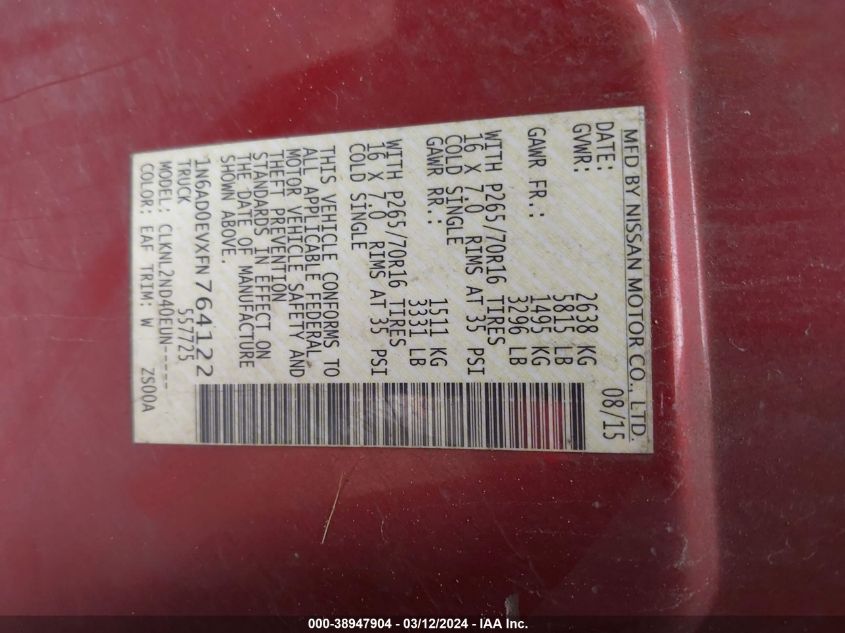 MFD BY NISSAN MOTOR CO., LTD.
DATE: 08/15
GVWR: 2638 KG
5815 LB
GAWR FR.: 1495 KG
3296 LB
WITH P265/70R16 TIRES
16 X 7.0 RIMS AT 35 PSI
COLD SINGLE
GAWR RR.: 1511 KG
3331 LB
WITH P265/70R16 TIRES
16 X 7.0 RIMS AT 35 PSI
COLD SINGLE
THIS VEHICLE CONFORMS TO
ALL APPLICABLE FEDERAL
MOTOR VEHICLE SAFETY AND
THEFT PREVENTION
STANDARDS IN EFFECT ON
THE DATE OF MANUFACTURE
SHOWN ABOVE.
1N6AD0EVXFN764122
TRUCK 557725
MODEL: CLKNL2ND40EUN-----
COLOR: EAF TRIM: W ZS00A
000-38947904 - 03/12/2024 - IAA Inc.